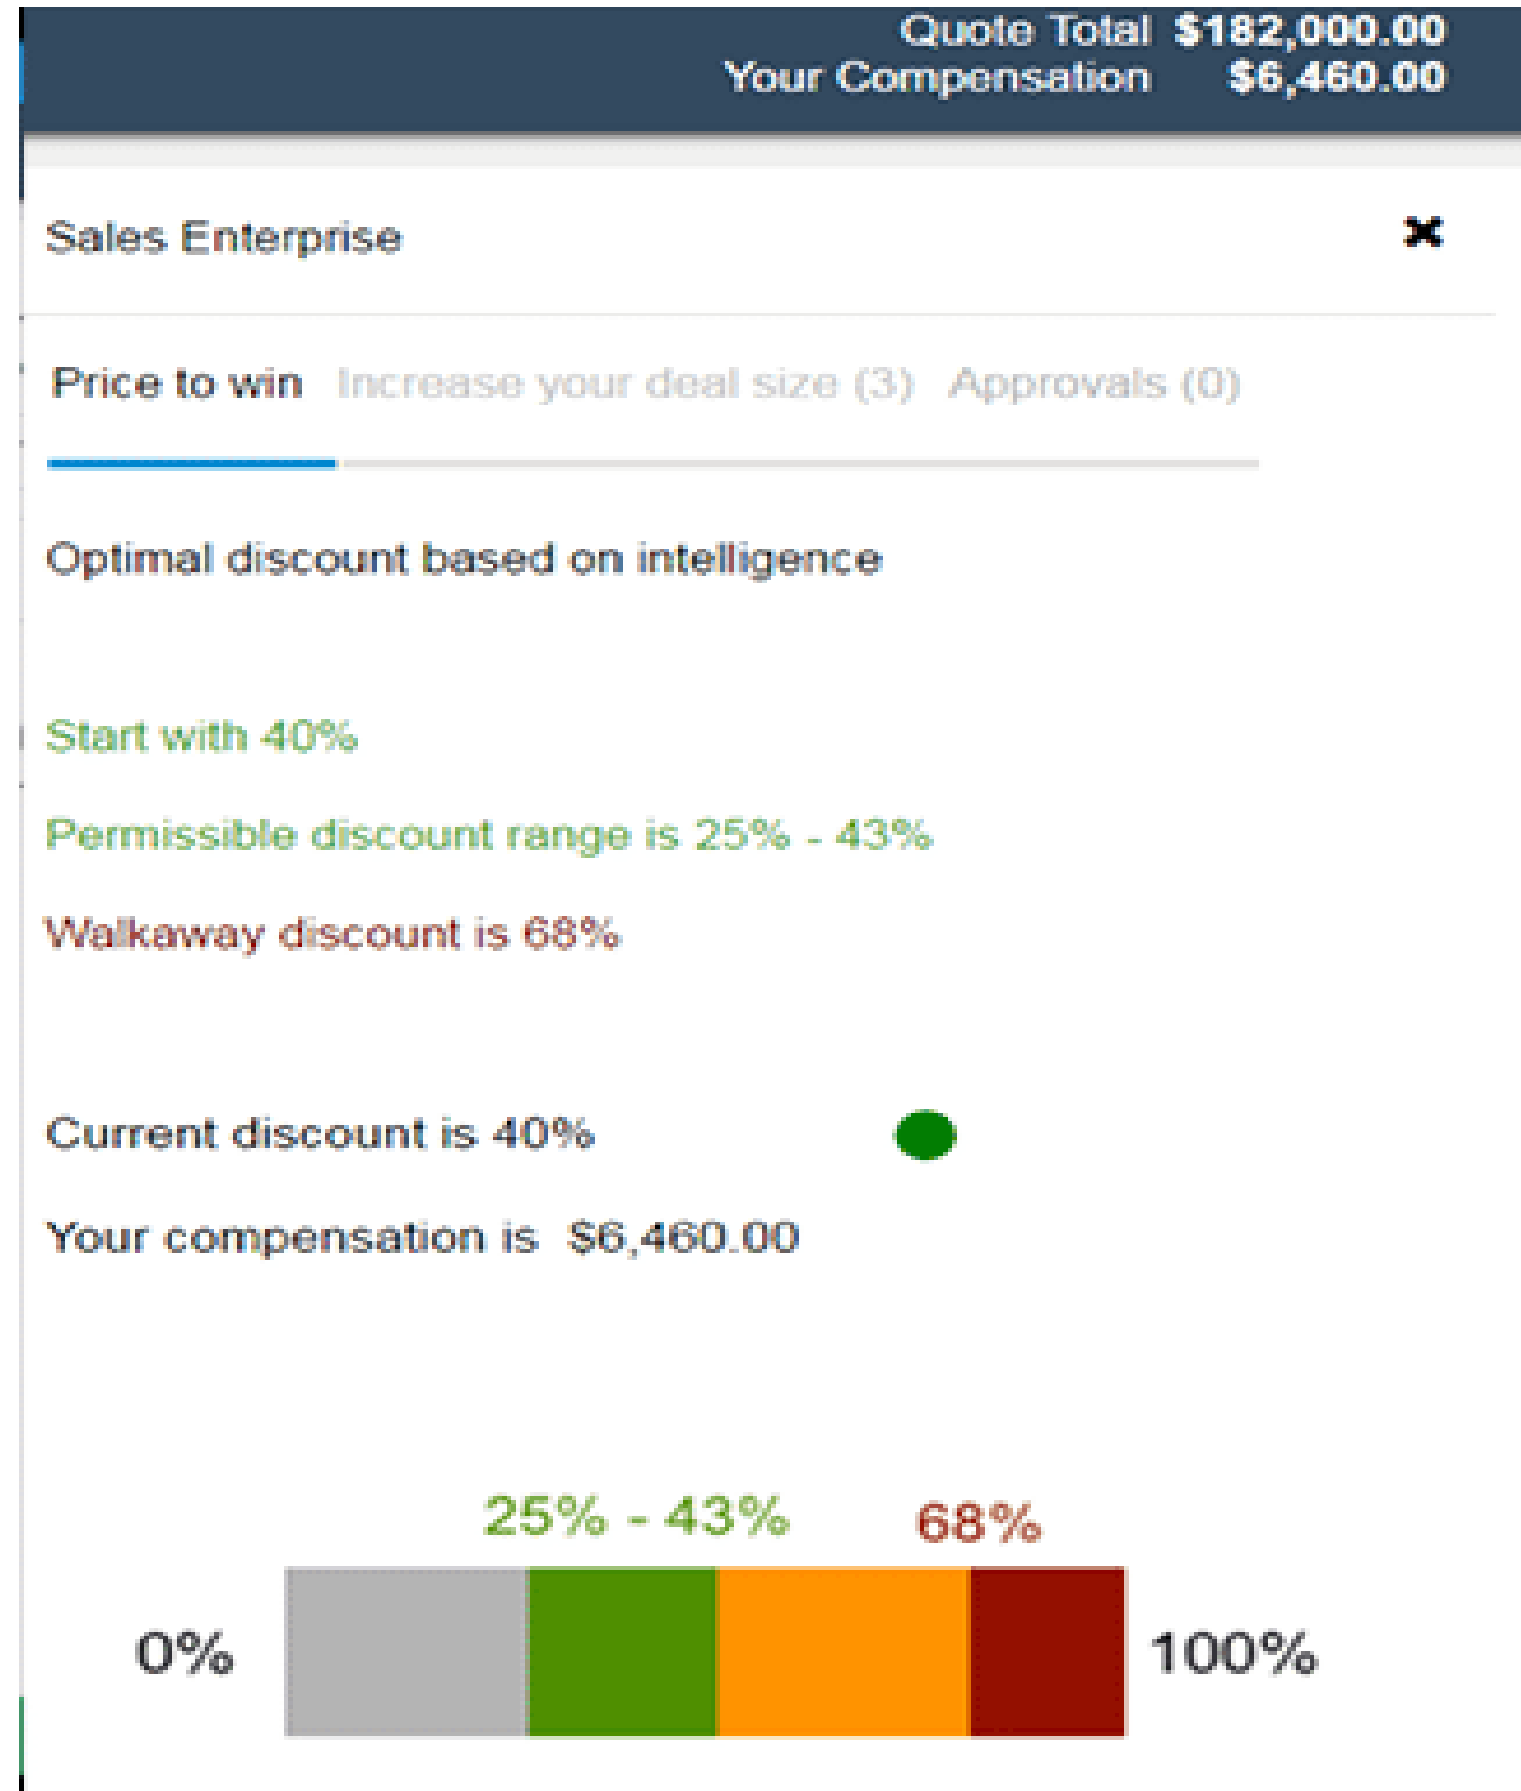 Quote Total $182,000.00
Your Compensation $6,460.00
Sales Enterprise
Price to win Increase your deal size (3) Approvals (0)
Optimal discount based on intelligence
Start with 40%
Permissible discount range is 25% - 43%
Walkaway discount is 68%
Current discount is 40%
Your compensation is $6,460.00
25% - 43% 68%
0% 100%